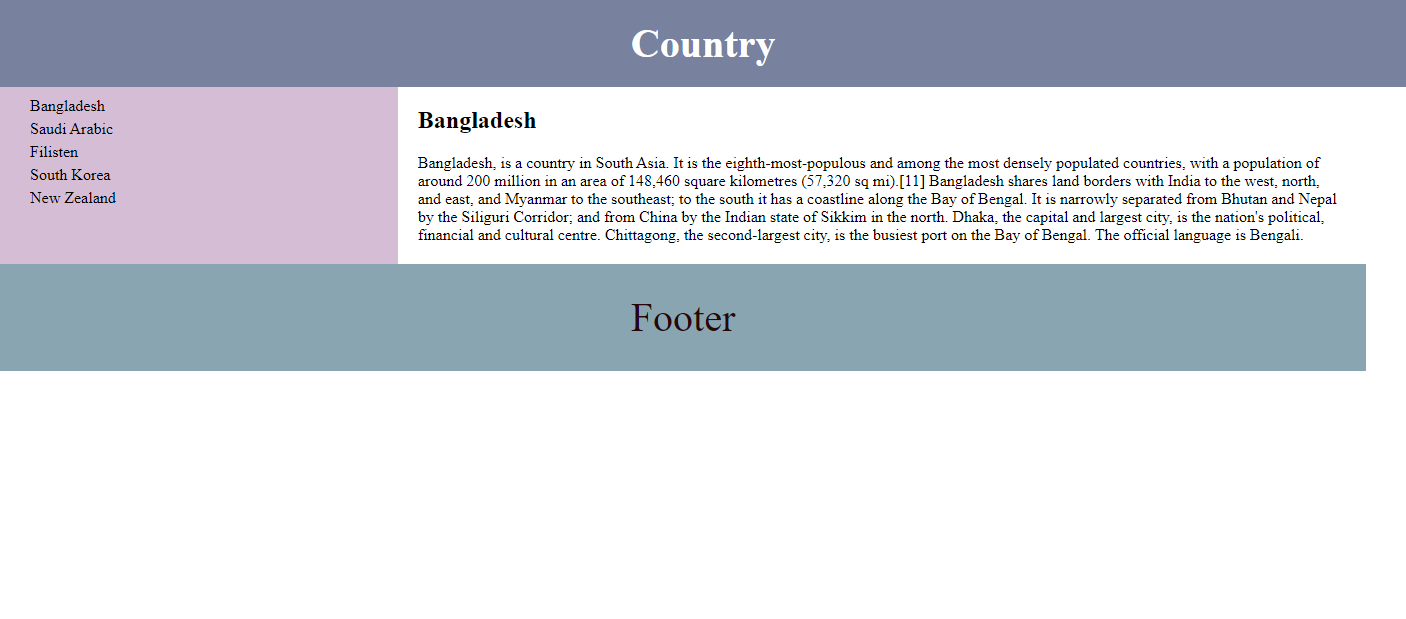 Country
Bangladesh
Saudi Arabic
Filisten
South Korea
New Zealand
Bangladesh
Bangladesh, is a country in South Asia. It is the eighth-most-populous and among the most densely populated countries, with a population of
around 200 million in an area of 148,460 square kilometres (57,320 sq mi).[11] Bangladesh shares land borders with India to the west, north,
and east, and Myanmar to the southeast; to the south it has a coastline along the Bay of Bengal. It is narrowly separated from Bhutan and Nepal
by the Siliguri Corridor; and from China by the Indian state of Sikkim in the north. Dhaka, the capital and largest city, is the nation's political,
financial and cultural centre. Chittagong, the second-largest city, is the busiest port on the Bay of Bengal. The official language is Bengali.
Footer